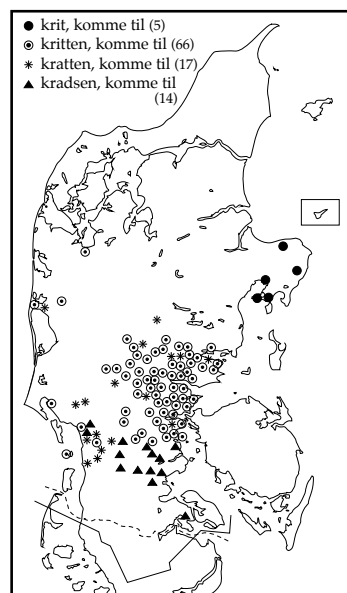 ● krit, komme til (5)
⊙ kritten, komme til (66)
✳ kratten, komme til (17)
▲ kradsen, komme til
(14)